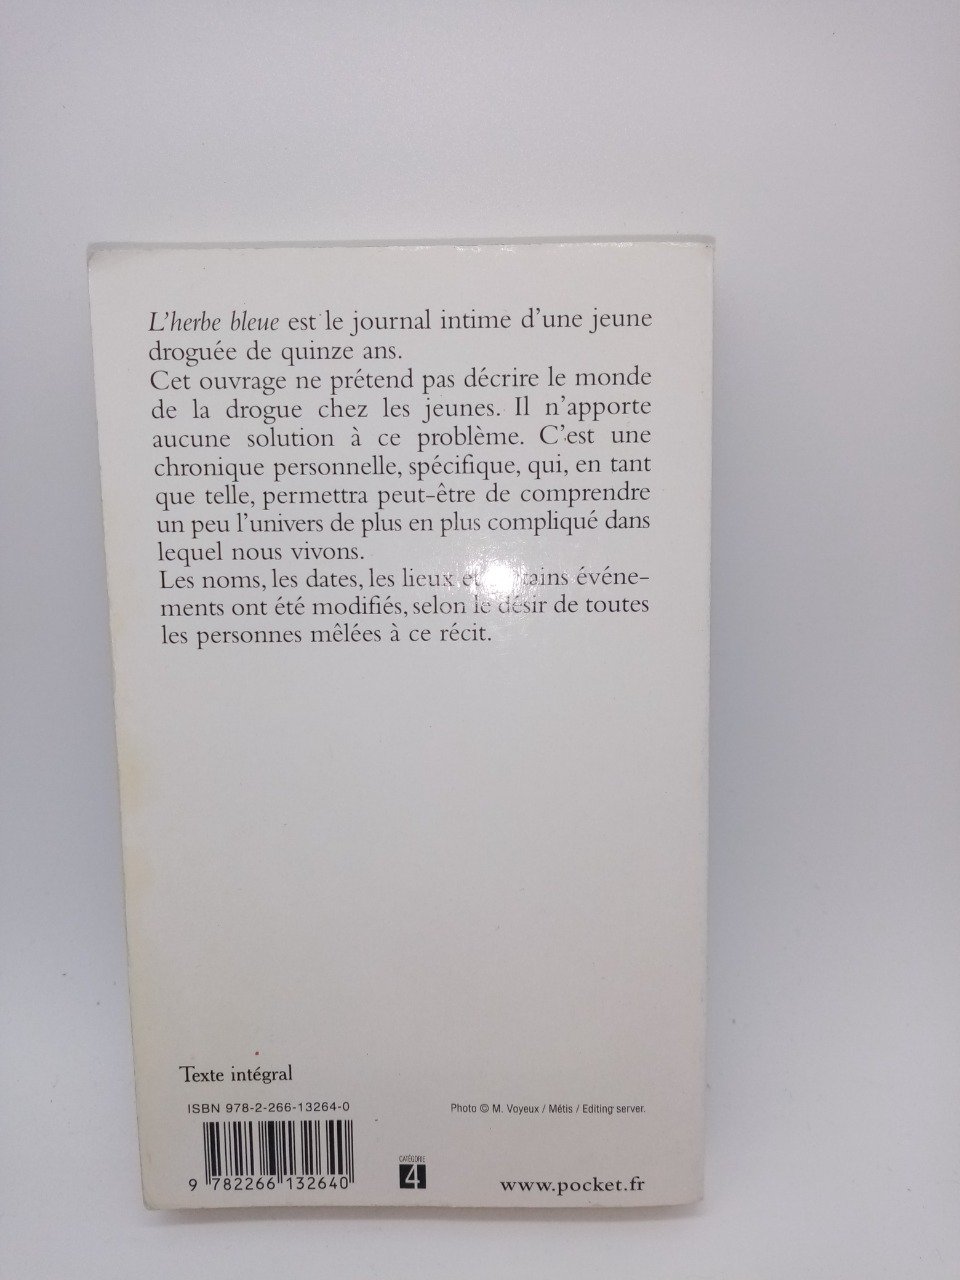 L'herbe bleue est le journal intime d'une jeune
droguée de quinze ans.
Cet ouvrage ne prétend pas décrire le monde
de la drogue chez les jeunes. Il n'apporte
aucune solution à ce problème. C'est une
chronique personnelle, spécifique, qui, en tant
que telle, permettra peut-être de comprendre
un peu l'univers de plus en plus compliqué dans
lequel nous vivons.
Les noms, les dates, les lieux et certains événe-
ments ont été modifiés, selon le désir de toutes
les personnes mêlées à ce récit.
Texte intégral
ISBN 978-2-266-13264-0
Photo © M. Voyeux / Métis / Editing server.
9 782266 132640
CATÉGORIE
4
www.pocket.fr